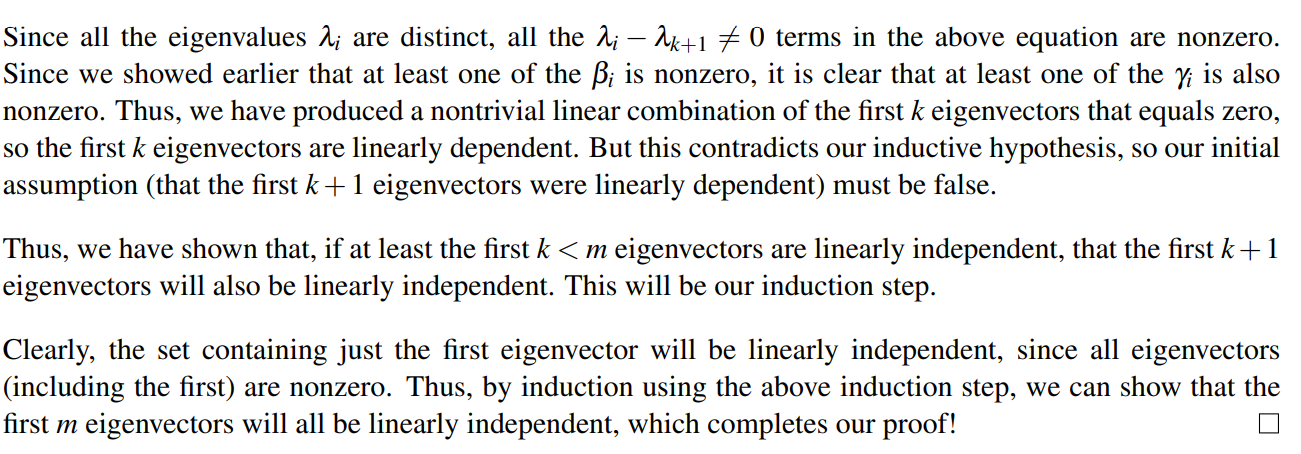 Since all the eigenvalues λᵢ are distinct, all the λᵢ − λₖ₊₁ ≠ 0 terms in the above equation are nonzero.
Since we showed earlier that at least one of the βᵢ is nonzero, it is clear that at least one of the γᵢ is also
nonzero. Thus, we have produced a nontrivial linear combination of the first k eigenvectors that equals zero,
so the first k eigenvectors are linearly dependent. But this contradicts our inductive hypothesis, so our initial
assumption (that the first k + 1 eigenvectors were linearly dependent) must be false.
Thus, we have shown that, if at least the first k < m eigenvectors are linearly independent, that the first k + 1
eigenvectors will also be linearly independent. This will be our induction step.
Clearly, the set containing just the first eigenvector will be linearly independent, since all eigenvectors
(including the first) are nonzero. Thus, by induction using the above induction step, we can show that the
first m eigenvectors will all be linearly independent, which completes our proof! □